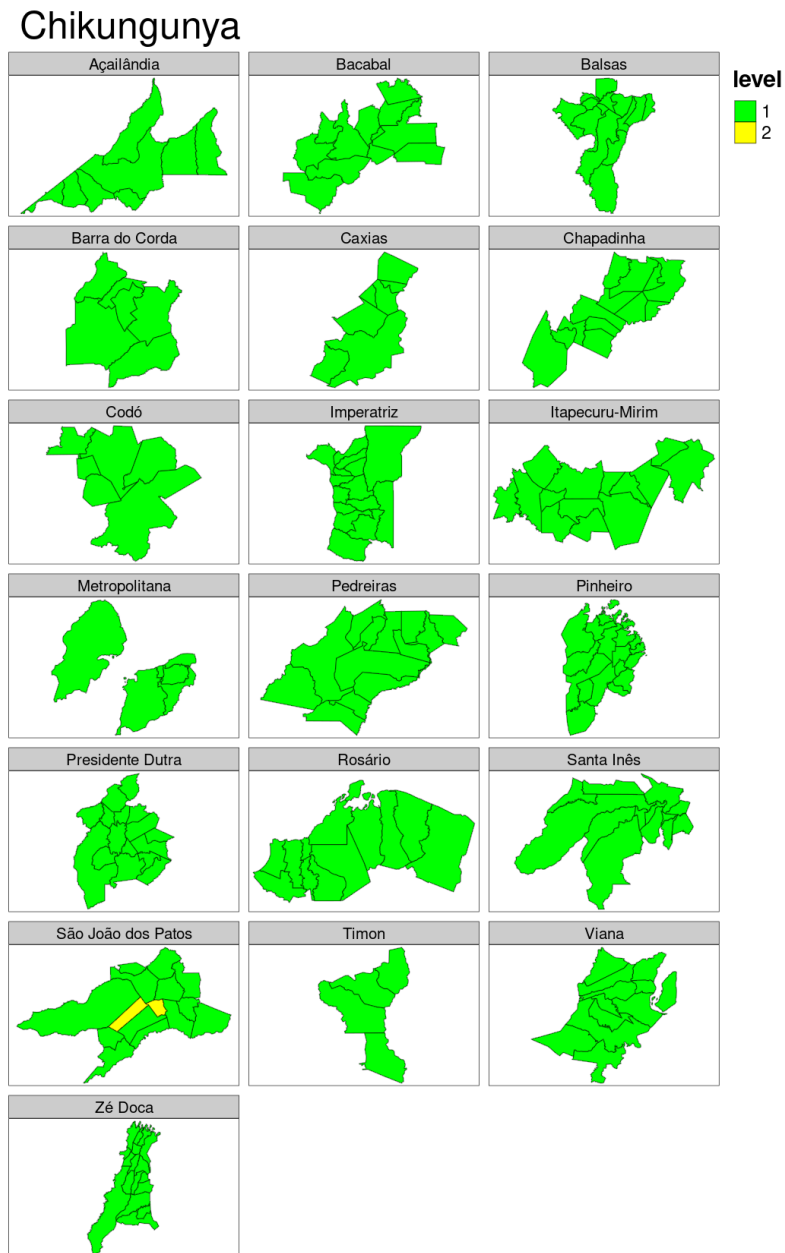 Chikungunya
Açailândia
Bacabal
Balsas
level
1
2
Barra do Corda
Caxias
Chapadinha
Codó
Imperatriz
Itapecuru-Mirim
Metropolitana
Pedreiras
Pinheiro
Presidente Dutra
Rosário
Santa Inês
São João dos Patos
Timon
Viana
Zé Doca